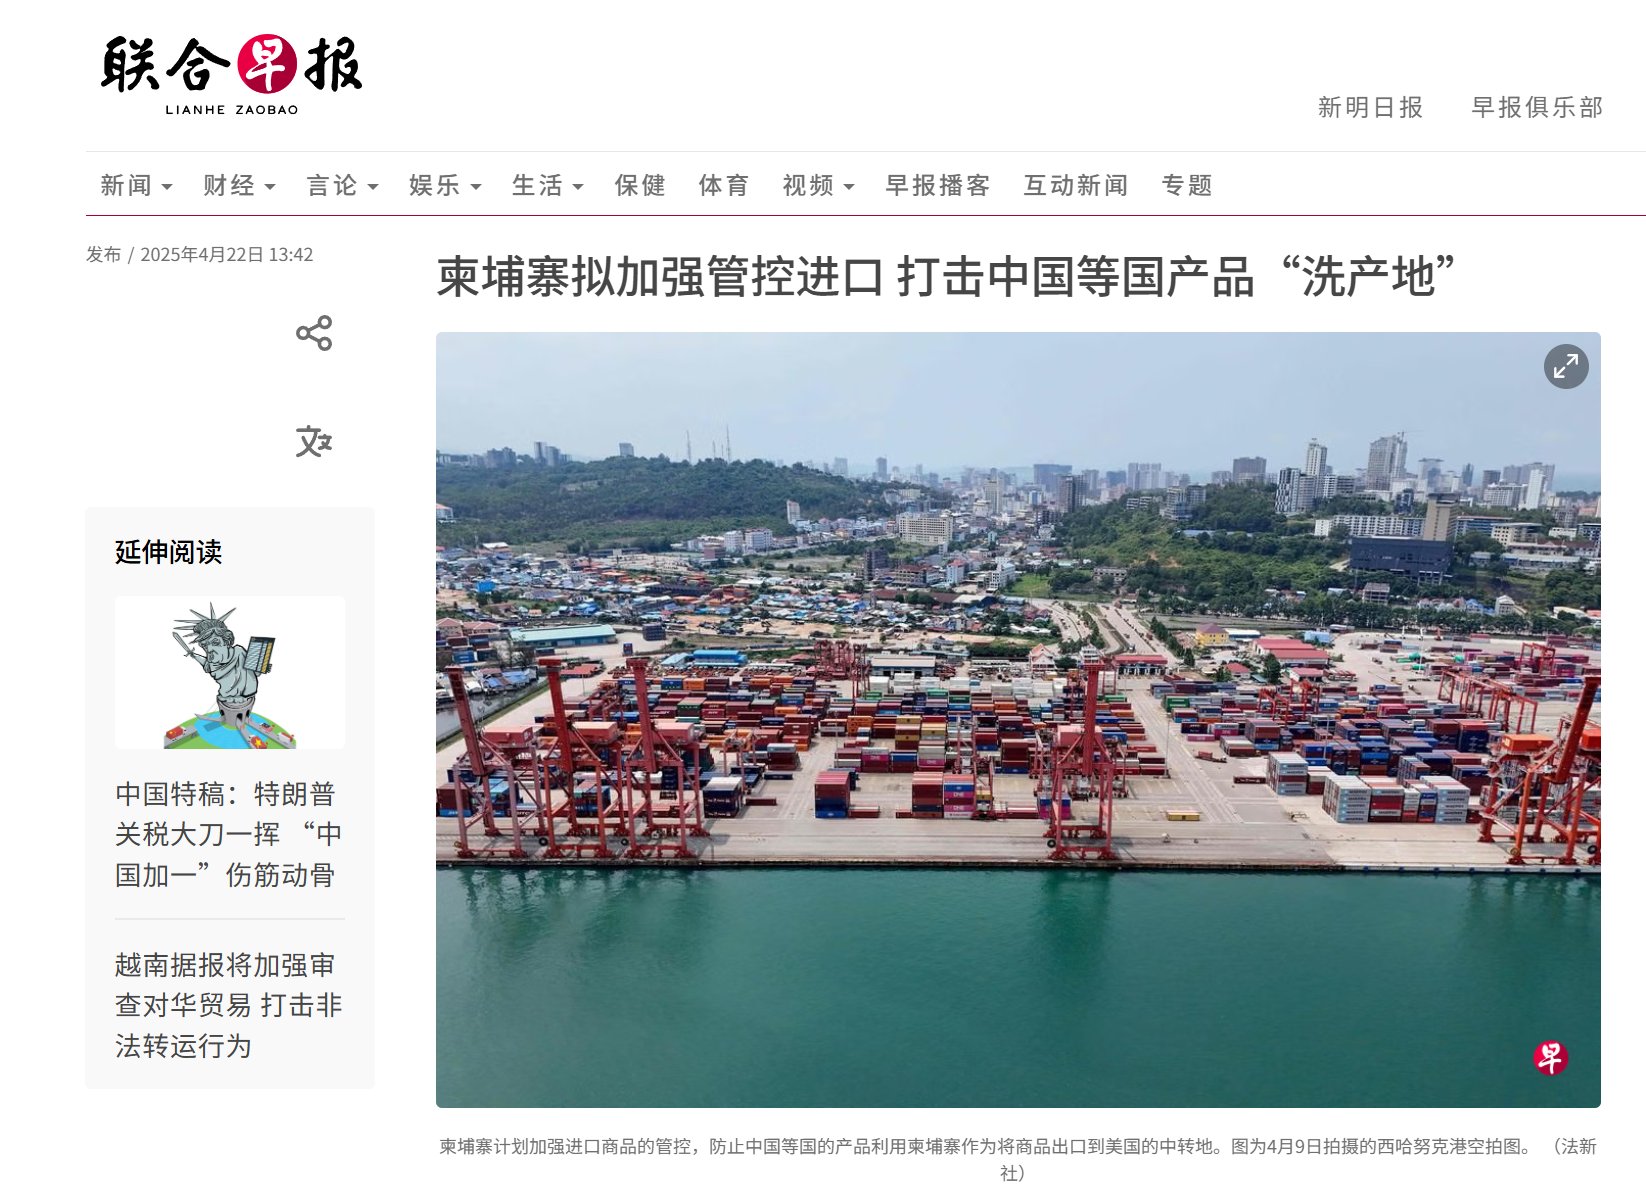 联合早报
LIANHE ZAOBAO
新明日报 早报俱乐部
新闻 财经 言论 娱乐 生活 保健 体育 视频 早报播客 互动新闻 专题
发布 / 2025年4月22日 13:42
柬埔寨拟加强管控进口 打击中国等国产品“洗产地”
延伸阅读
中国特稿：特朗普
关税大刀一挥 “中
国加一”伤筋动骨
越南据报将加强审
查对华贸易 打击非
法转运行为
早
柬埔寨计划加强进口商品的管控，防止中国等国的产品利用柬埔寨作为将商品出口到美国的中转地。图为4月9日拍摄的西哈努克港空拍图。 （法新
社）